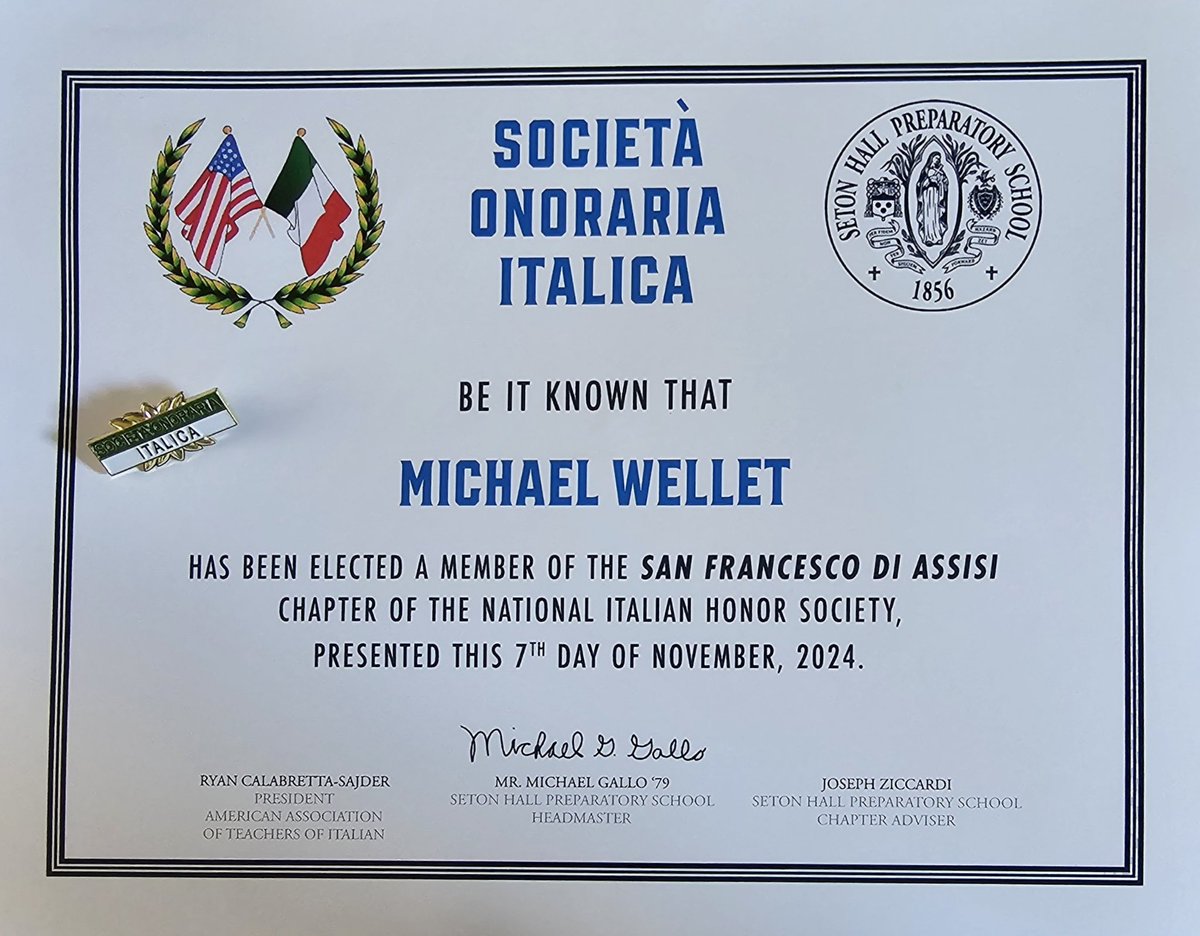 SOCIETÀ
ONORARIA
ITALICA
SETON HALL PREPARATORY SCHOOL
1856
SOCIETA ONORARIA
ITALICA
BE IT KNOWN THAT
MICHAEL WELLET
HAS BEEN ELECTED A MEMBER OF THE SAN FRANCESCO DI ASSISI
CHAPTER OF THE NATIONAL ITALIAN HONOR SOCIETY,
PRESENTED THIS 7TH DAY OF NOVEMBER, 2024.
Michael G. Gallo
RYAN CALABRETTA-SAJDER
PRESIDENT
AMERICAN ASSOCIATION
OF TEACHERS OF ITALIAN
MR. MICHAEL GALLO ‘79
SETON HALL PREPARATORY SCHOOL
HEADMASTER
JOSEPH ZICCARDI
SETON HALL PREPARATORY SCHOOL
CHAPTER ADVISER